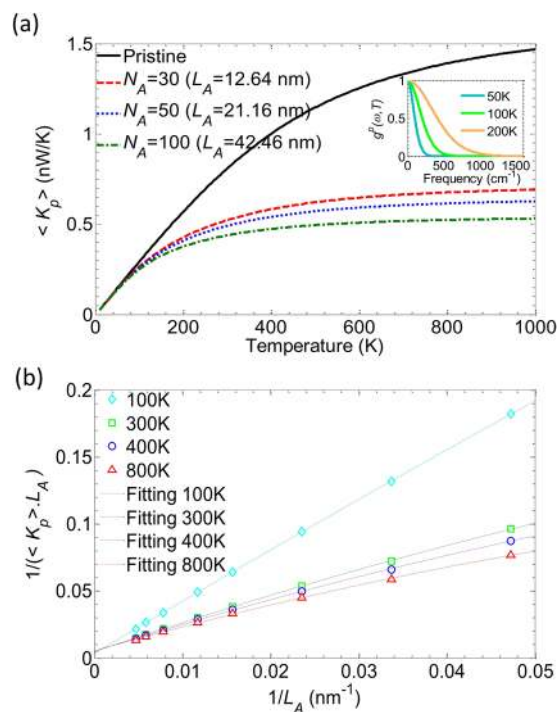 (a)
1.5
1
0.5
0
< K_p > (nW/K)
Pristine
N_A=30 (L_A=12.64 nm)
N_A=50 (L_A=21.16 nm)
N_A=100 (L_A=42.46 nm)
1
0.5
0
g^p(ω,T)
50K
100K
200K
0 500 1000 1500
Frequency (cm⁻¹)
0 200 400 600 800 1000
Temperature (K)
(b)
0.2
0.15
0.1
0.05
0
1/(< K_p >.L_A)
100K
300K
400K
800K
Fitting 100K
Fitting 300K
Fitting 400K
Fitting 800K
0 0.01 0.02 0.03 0.04 0.05
1/L_A (nm⁻¹)